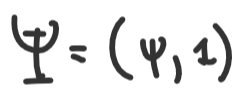 Ψ = (ψ, 1)